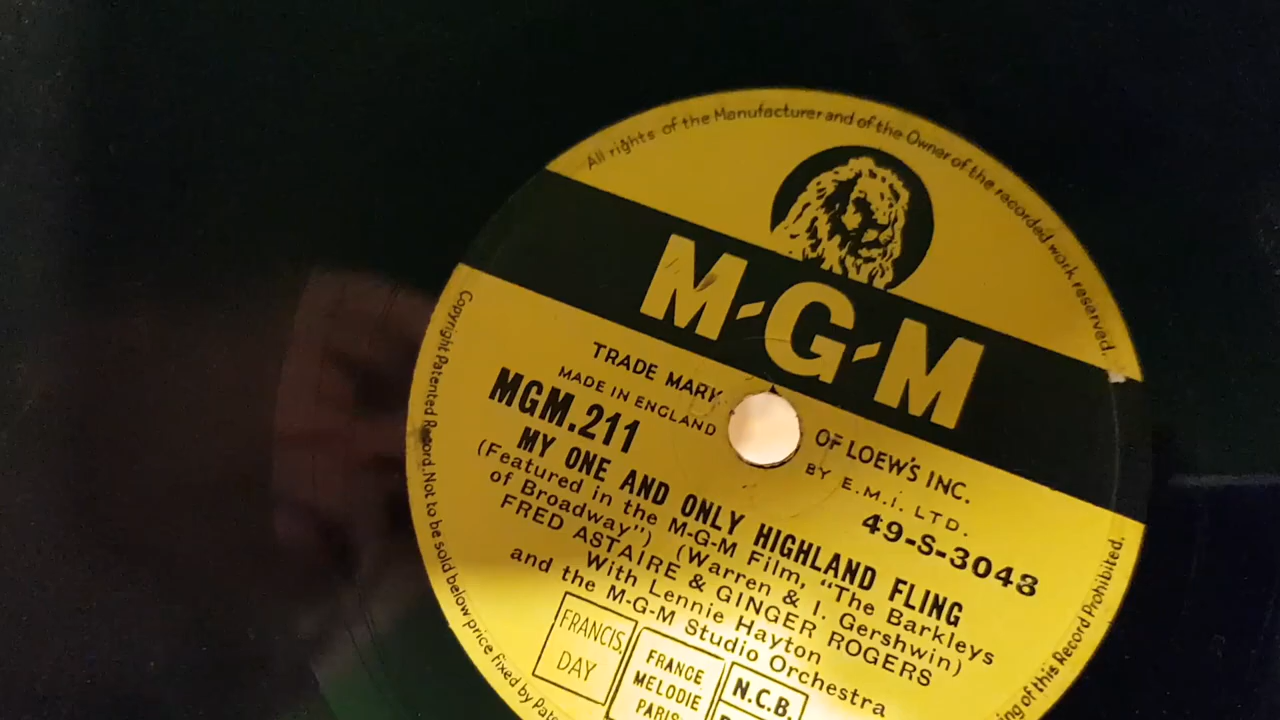 All rights of the Manufacturer and of the Owner of the recorded work reserved.
M-G-M
TRADE MARK OF LOEW'S INC.
MADE IN ENGLAND BY E.M.I. LTD.
MGM.211 49-S-3048
MY ONE AND ONLY HIGHLAND FLING
(Featured in the M-G-M Film, "The Barkleys
of Broadway") (Warren & I. Gershwin)
FRED ASTAIRE & GINGER ROGERS
With Lennie Hayton
and the M-G-M Studio Orchestra
FRANCIS,
DAY
FRANCE
MELODIE
PARIS
N.C.B.
Copyright Patented Record. Not to be sold below price fixed by
ing of this Record Prohibited.